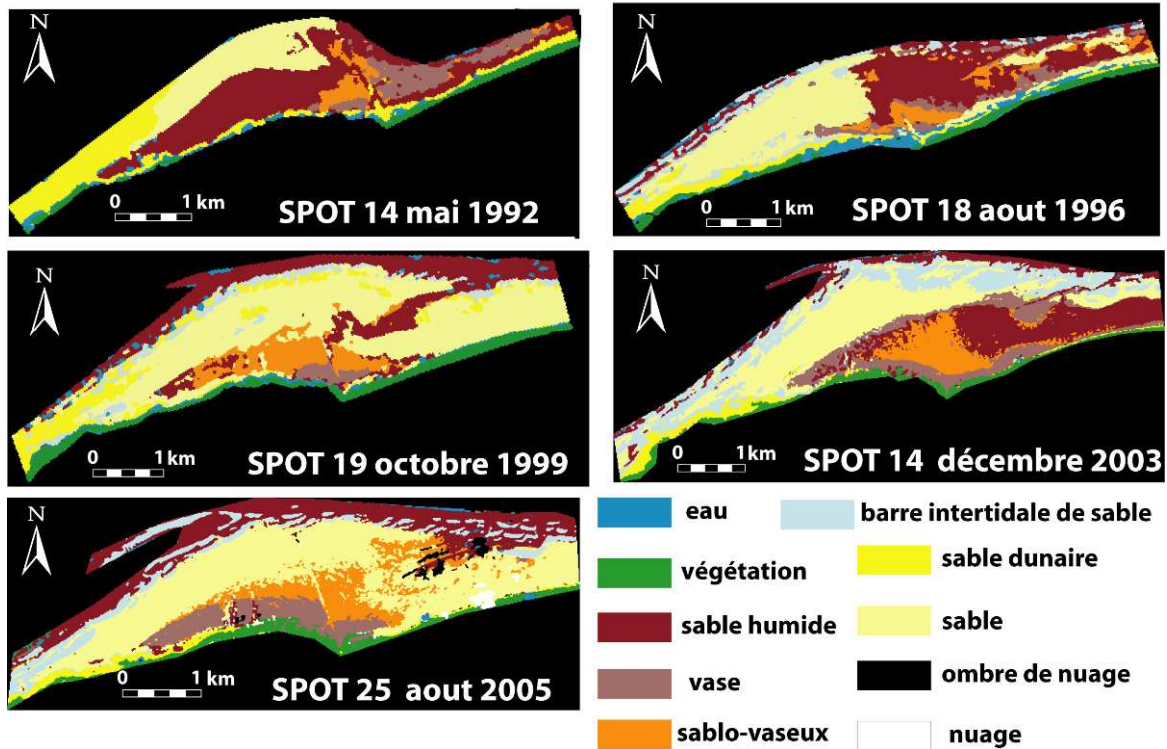 N
0 1 km
SPOT 14 mai 1992
N
0 1 km
SPOT 18 aout 1996
N
0 1 km
SPOT 19 octobre 1999
N
0 1 km
SPOT 14 décembre 2003
N
0 1 km
SPOT 25 aout 2005
eau
végétation
sable humide
vase
sablo-vaseux
barre intertidale de sable
sable dunaire
sable
ombre de nuage
nuage